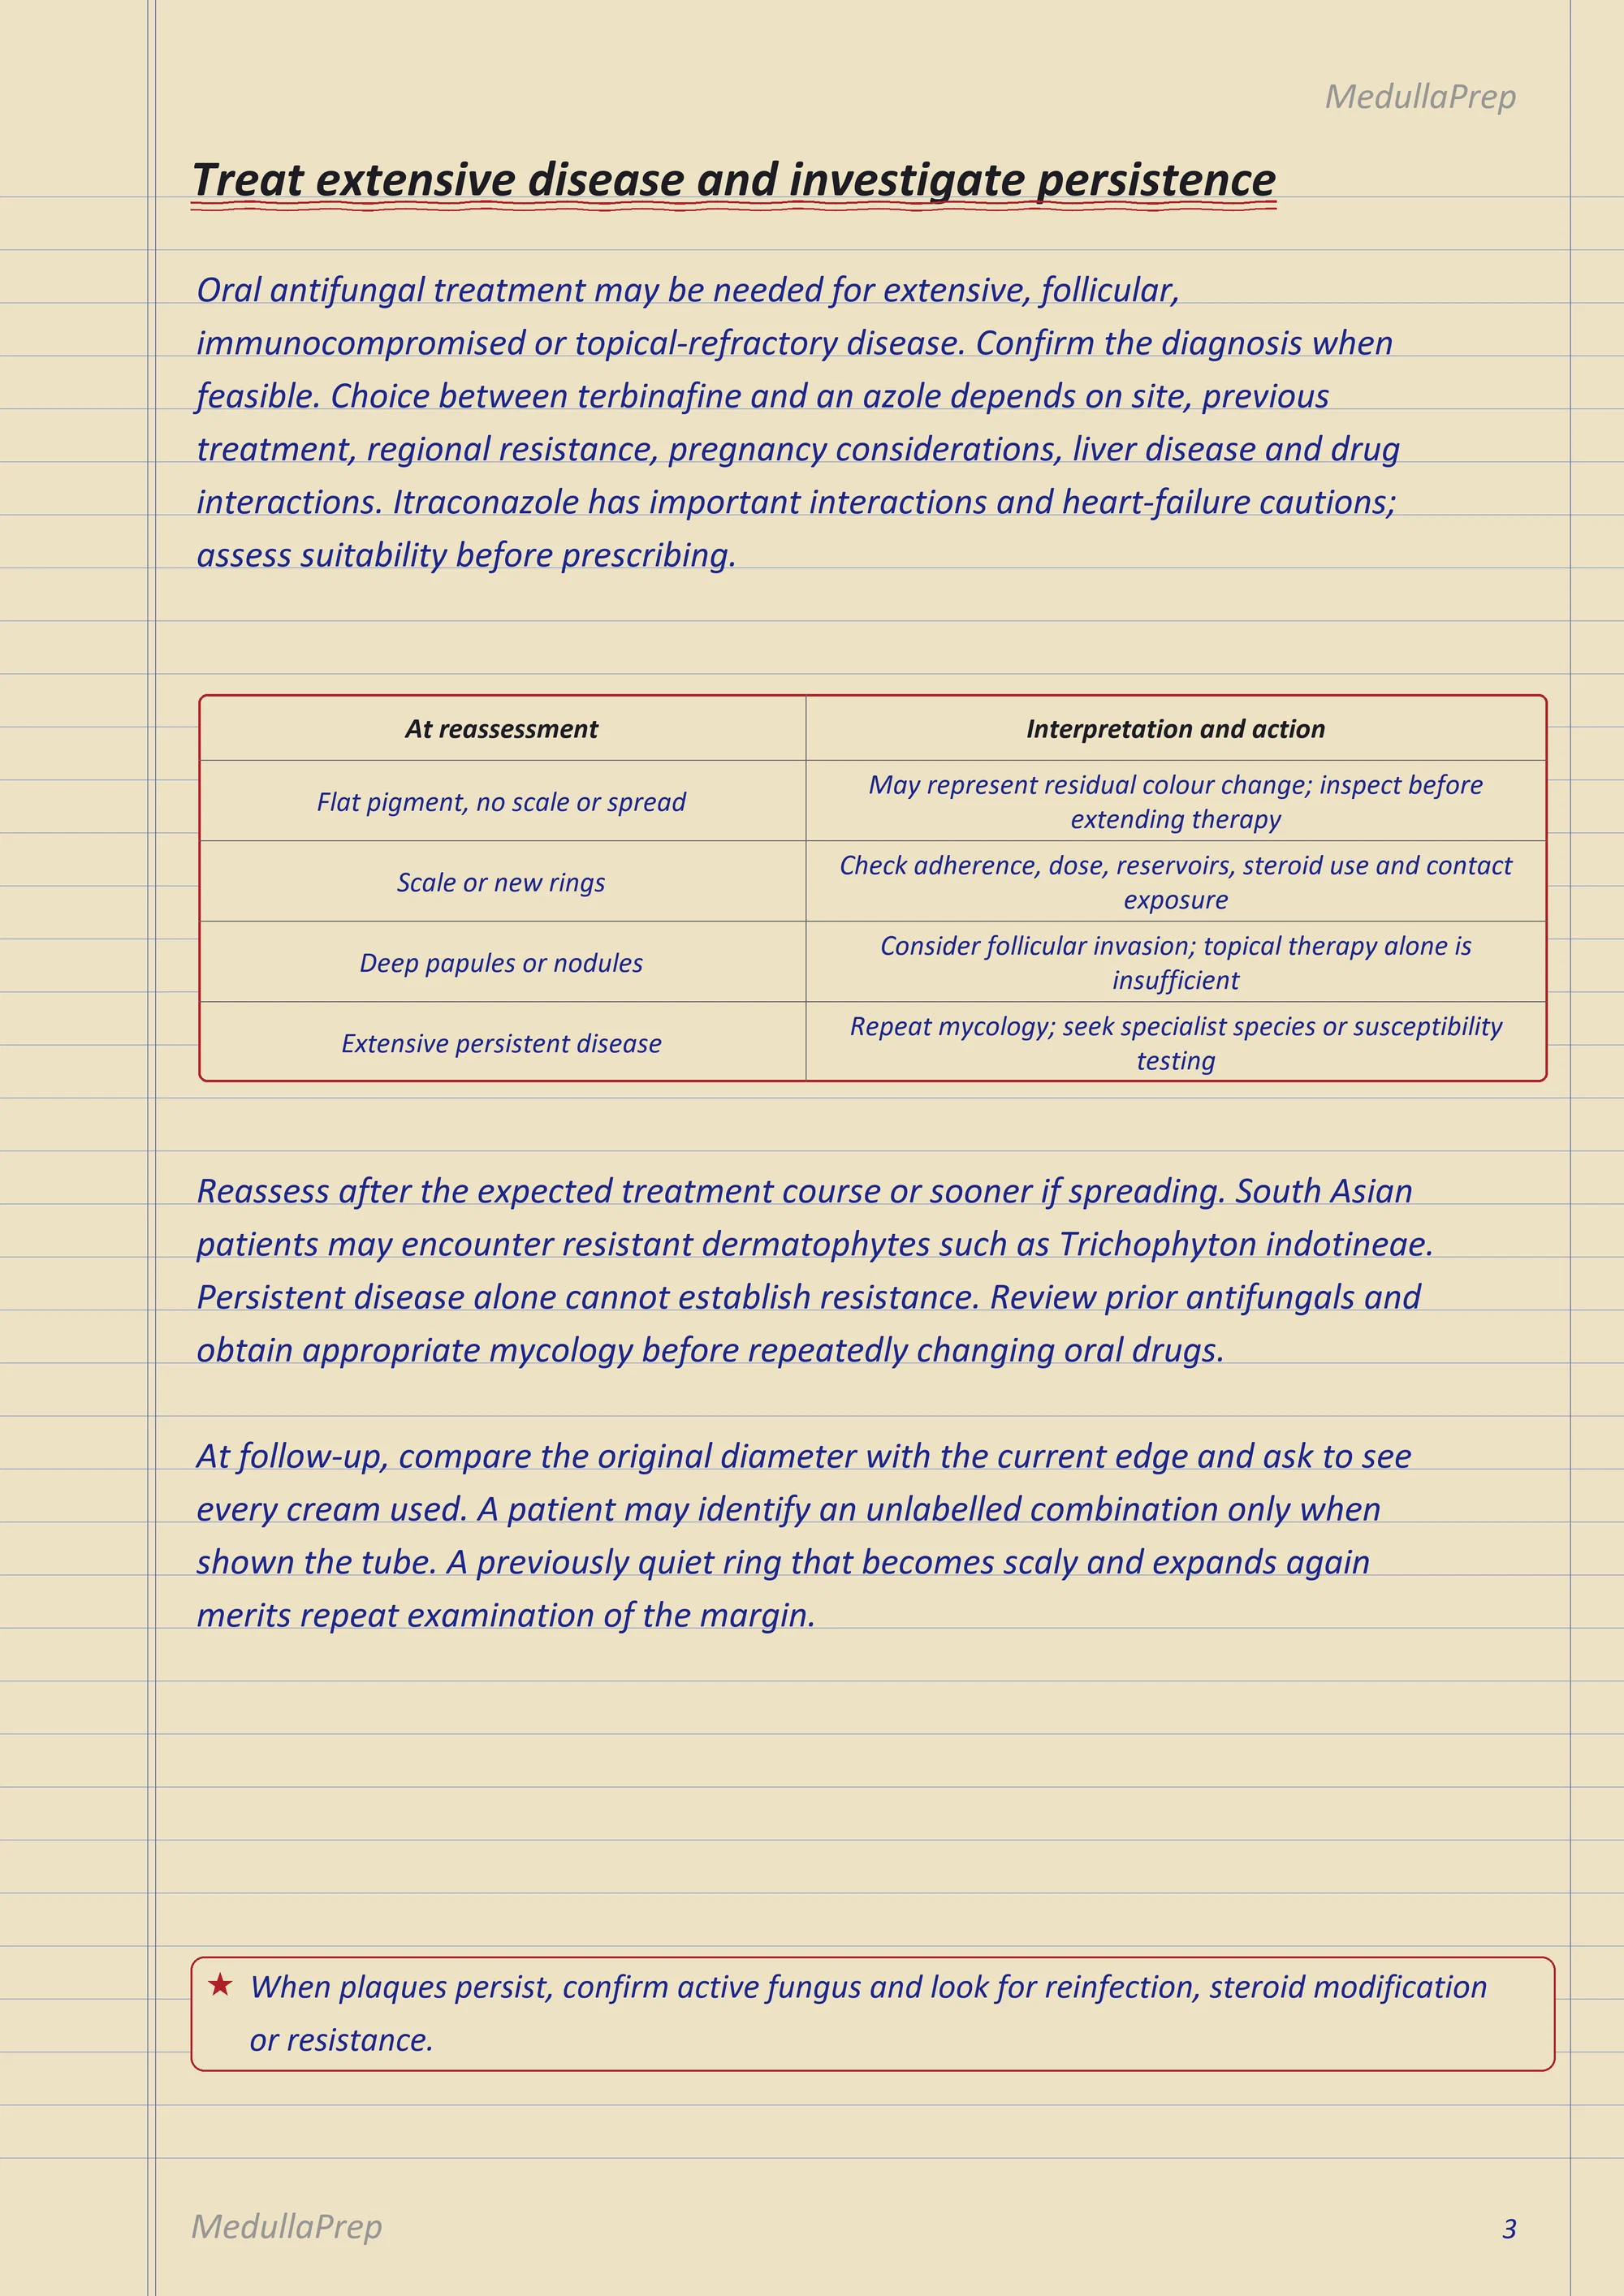 MedullaPrep
Treat extensive disease and investigate persistence
Oral antifungal treatment may be needed for extensive, follicular,
immunocompromised or topical-refractory disease. Confirm the diagnosis when
feasible. Choice between terbinafine and an azole depends on site, previous
treatment, regional resistance, pregnancy considerations, liver disease and drug
interactions. Itraconazole has important interactions and heart-failure cautions;
assess suitability before prescribing.
At reassessment
Interpretation and action
Flat pigment, no scale or spread
May represent residual colour change; inspect before
extending therapy
Scale or new rings
Check adherence, dose, reservoirs, steroid use and contact
exposure
Deep papules or nodules
Consider follicular invasion; topical therapy alone is
insufficient
Extensive persistent disease
Repeat mycology; seek specialist species or susceptibility
testing
Reassess after the expected treatment course or sooner if spreading. South Asian
patients may encounter resistant dermatophytes such as Trichophyton indotineae.
Persistent disease alone cannot establish resistance. Review prior antifungals and
obtain appropriate mycology before repeatedly changing oral drugs.
At follow-up, compare the original diameter with the current edge and ask to see
every cream used. A patient may identify an unlabelled combination only when
shown the tube. A previously quiet ring that becomes scaly and expands again
merits repeat examination of the margin.
★ When plaques persist, confirm active fungus and look for reinfection, steroid modification
or resistance.
MedullaPrep
3